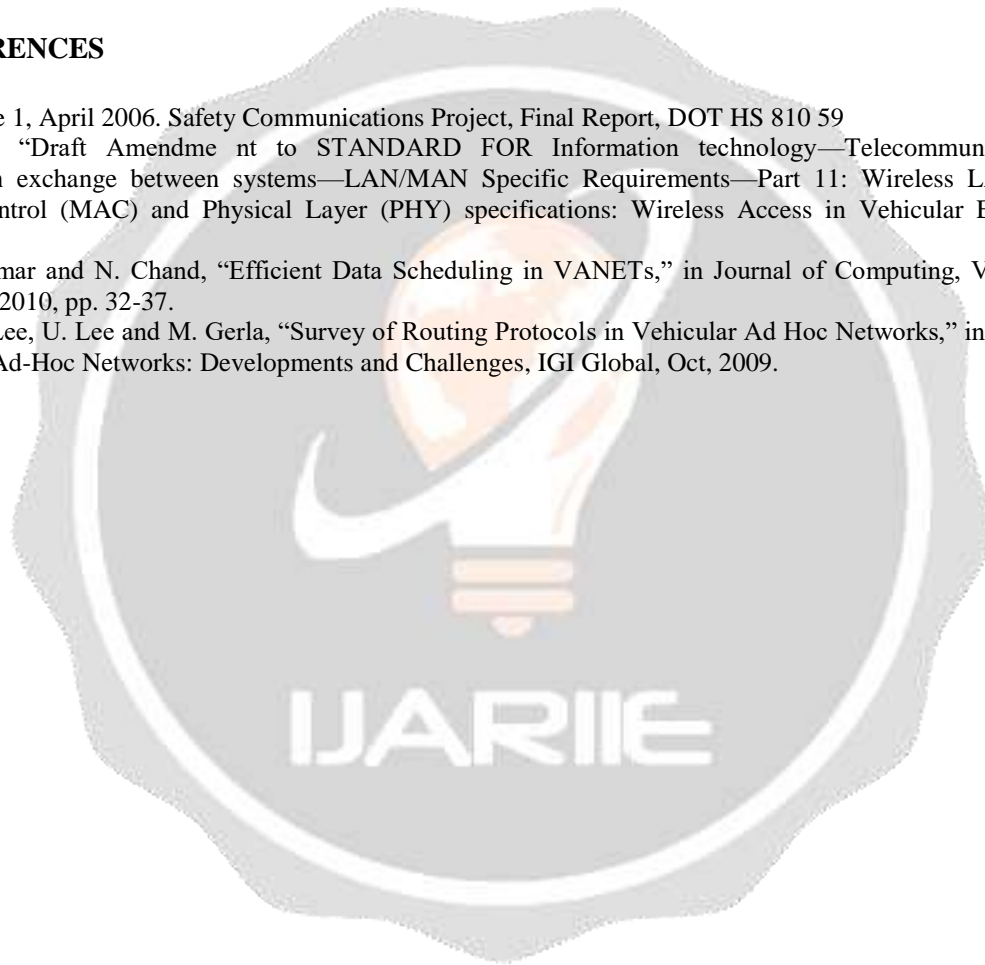 RENCES
e 1, April 2006. Safety Communications Project, Final Report, DOT HS 810 59
“Draft Amendme nt to STANDARD FOR Information technology—Telecommun
n exchange between systems—LAN/MAN Specific Requirements—Part 11: Wireless L
ntrol (MAC) and Physical Layer (PHY) specifications: Wireless Access in Vehicular E
mar and N. Chand, “Efficient Data Scheduling in VANETs,” in Journal of Computing, V
2010, pp. 32-37.
Lee, U. Lee and M. Gerla, “Survey of Routing Protocols in Vehicular Ad Hoc Networks,” in
Ad-Hoc Networks: Developments and Challenges, IGI Global, Oct, 2009.
IJARIIE